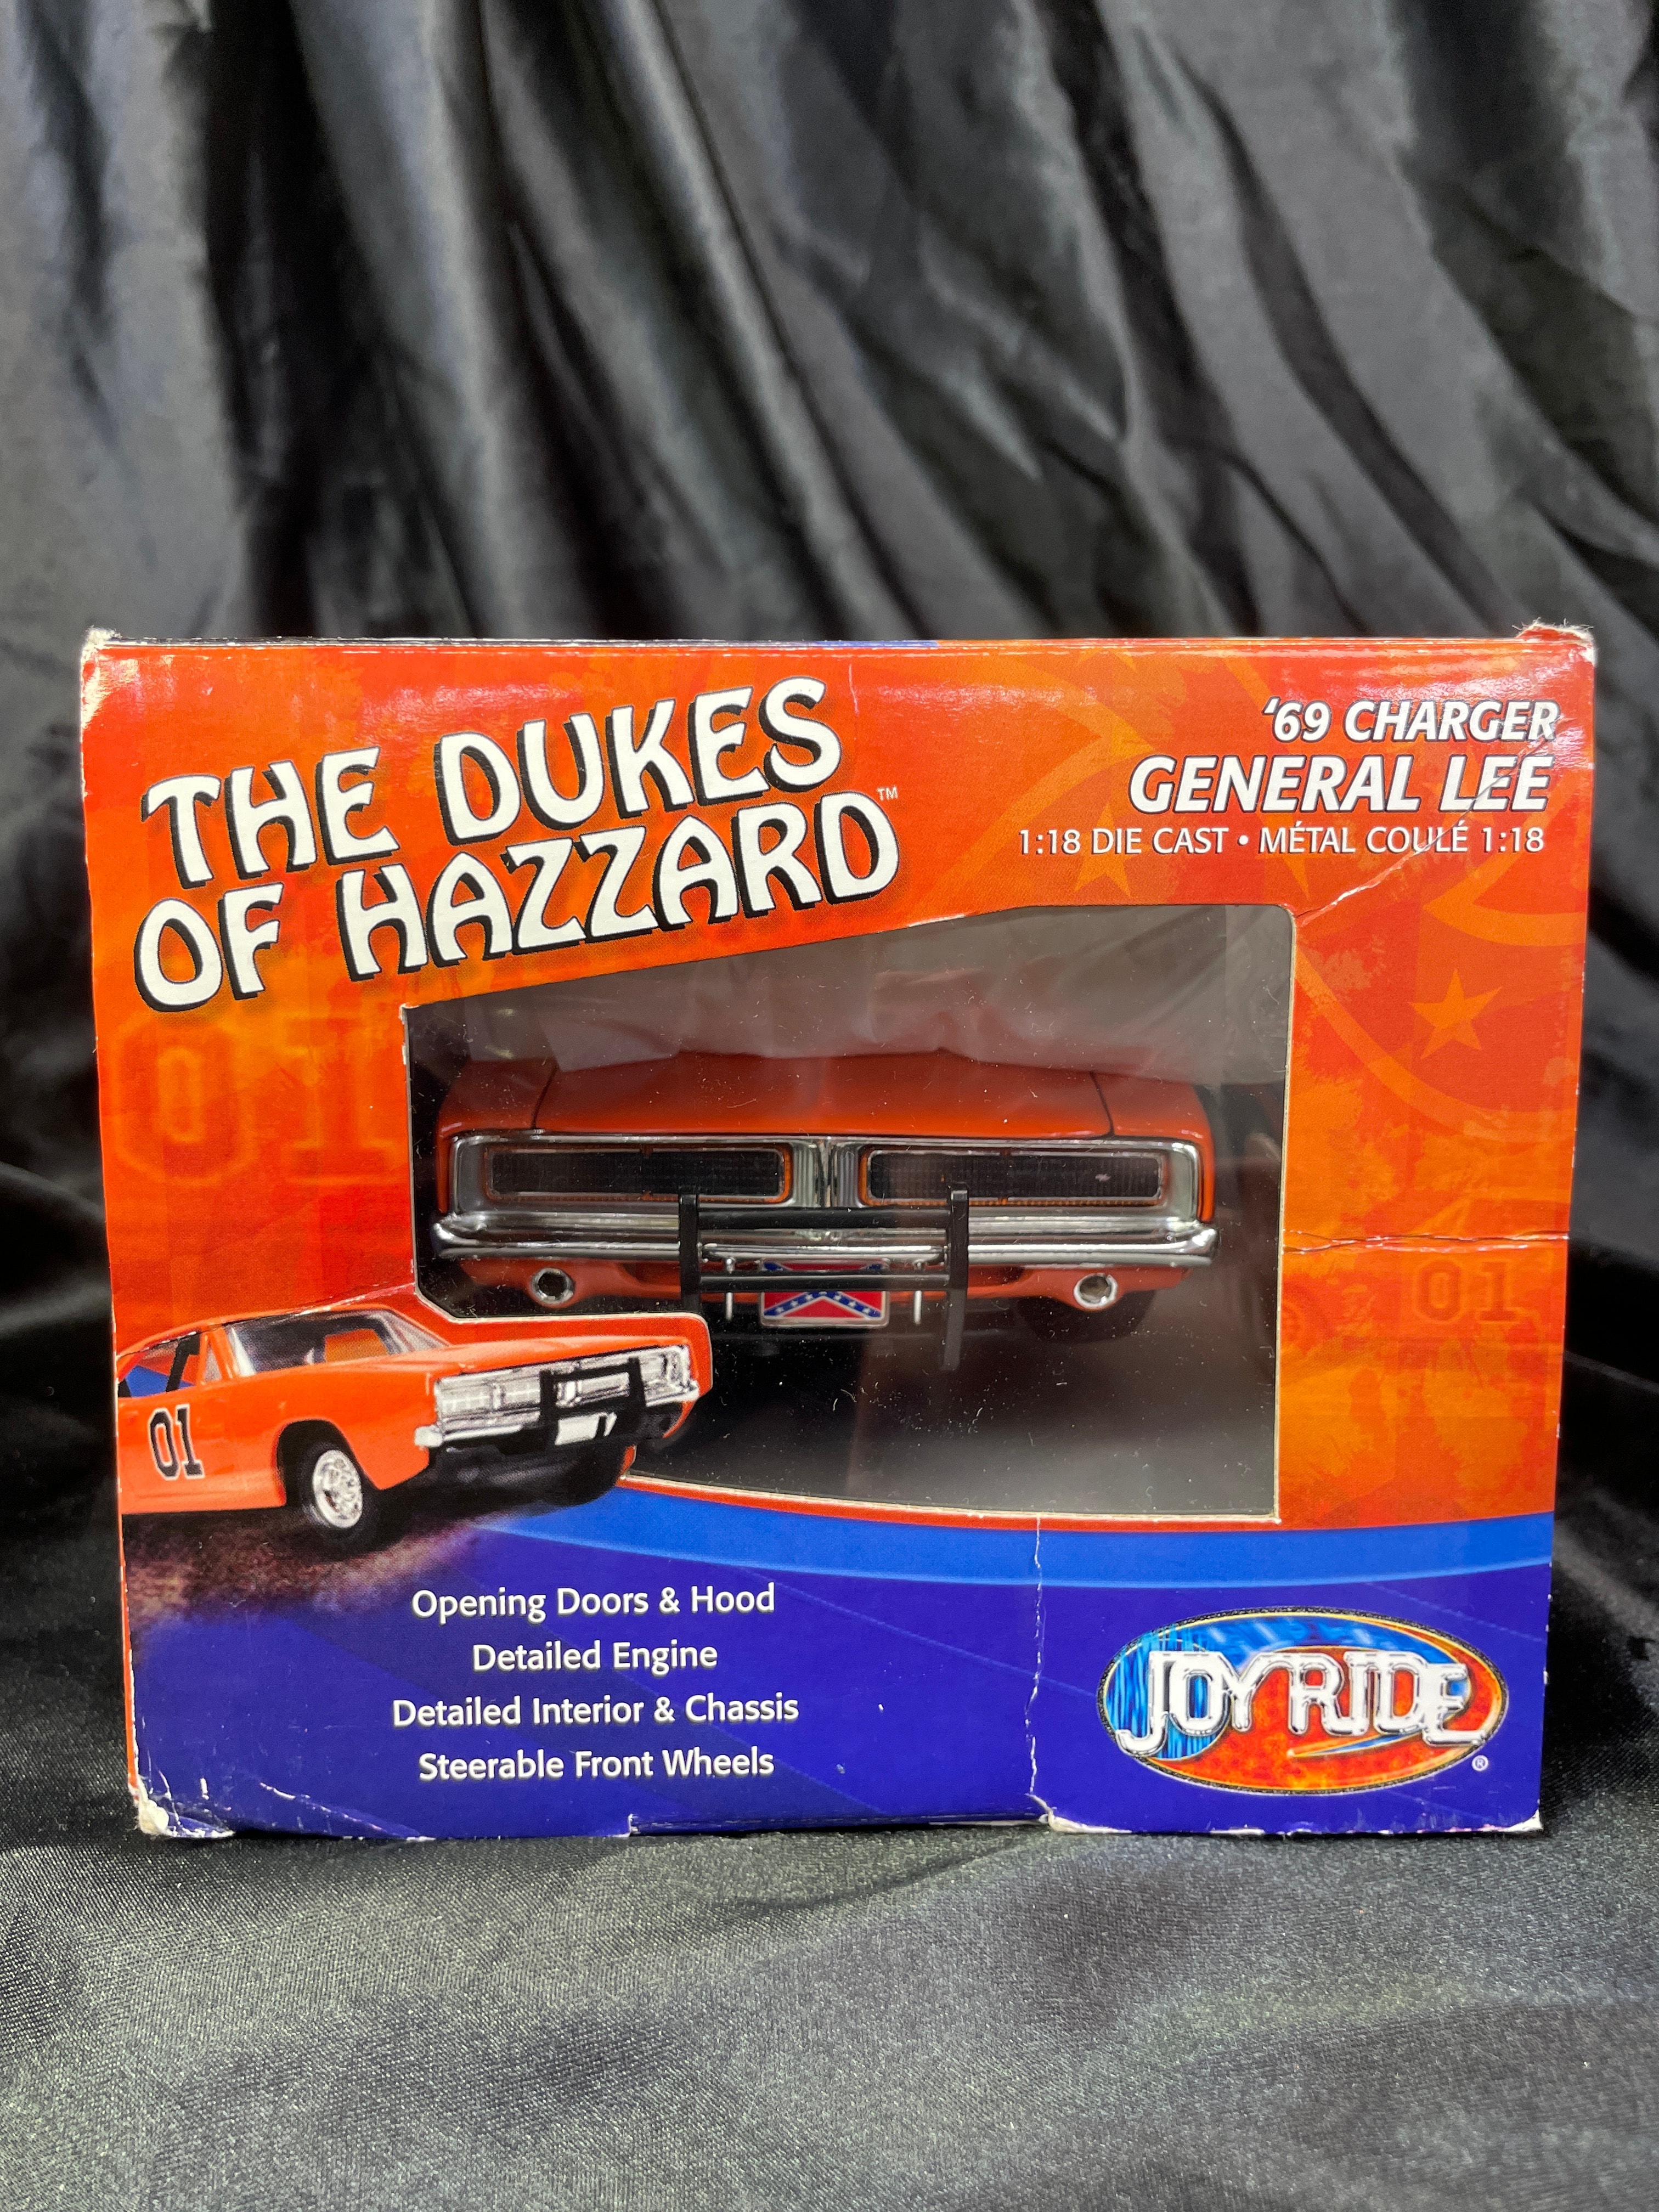 THE DUKES
OF HAZZARD™
'69 CHARGER
GENERAL LEE
1:18 DIE CAST • MÉTAL COULÉ 1:18
01
01
01
Opening Doors & Hood
Detailed Engine
Detailed Interior & Chassis
Steerable Front Wheels
JOYRIDE®